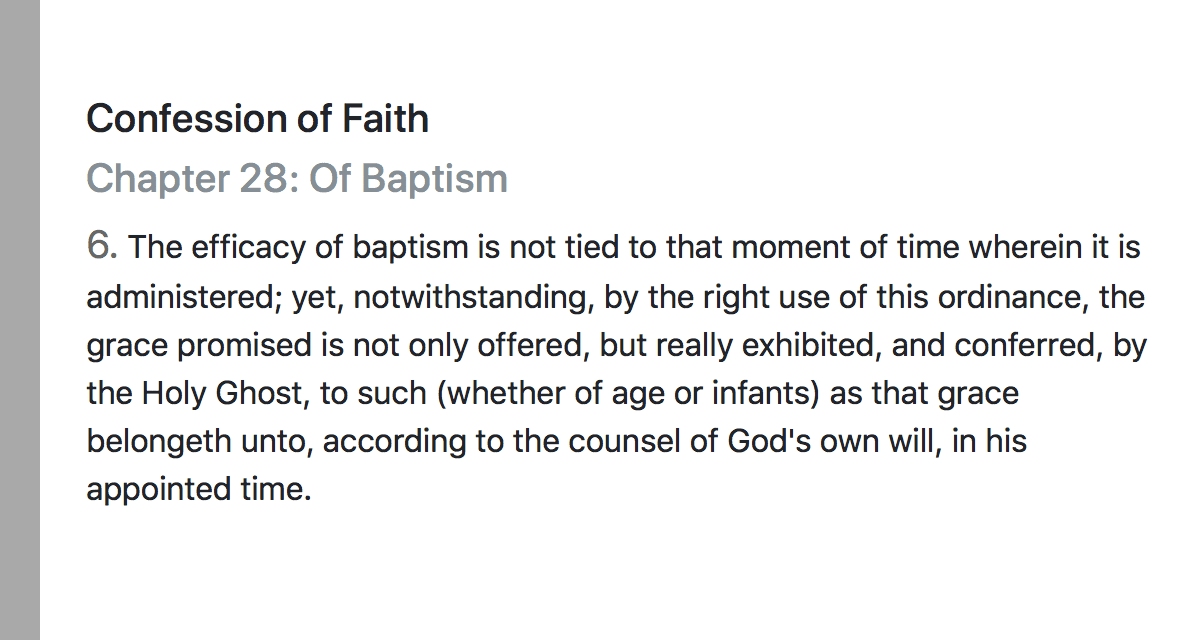 Confession of Faith
Chapter 28: Of Baptism
6. The efficacy of baptism is not tied to that moment of time wherein it is
administered; yet, notwithstanding, by the right use of this ordinance, the
grace promised is not only offered, but really exhibited, and conferred, by
the Holy Ghost, to such (whether of age or infants) as that grace
belongeth unto, according to the counsel of God's own will, in his
appointed time.